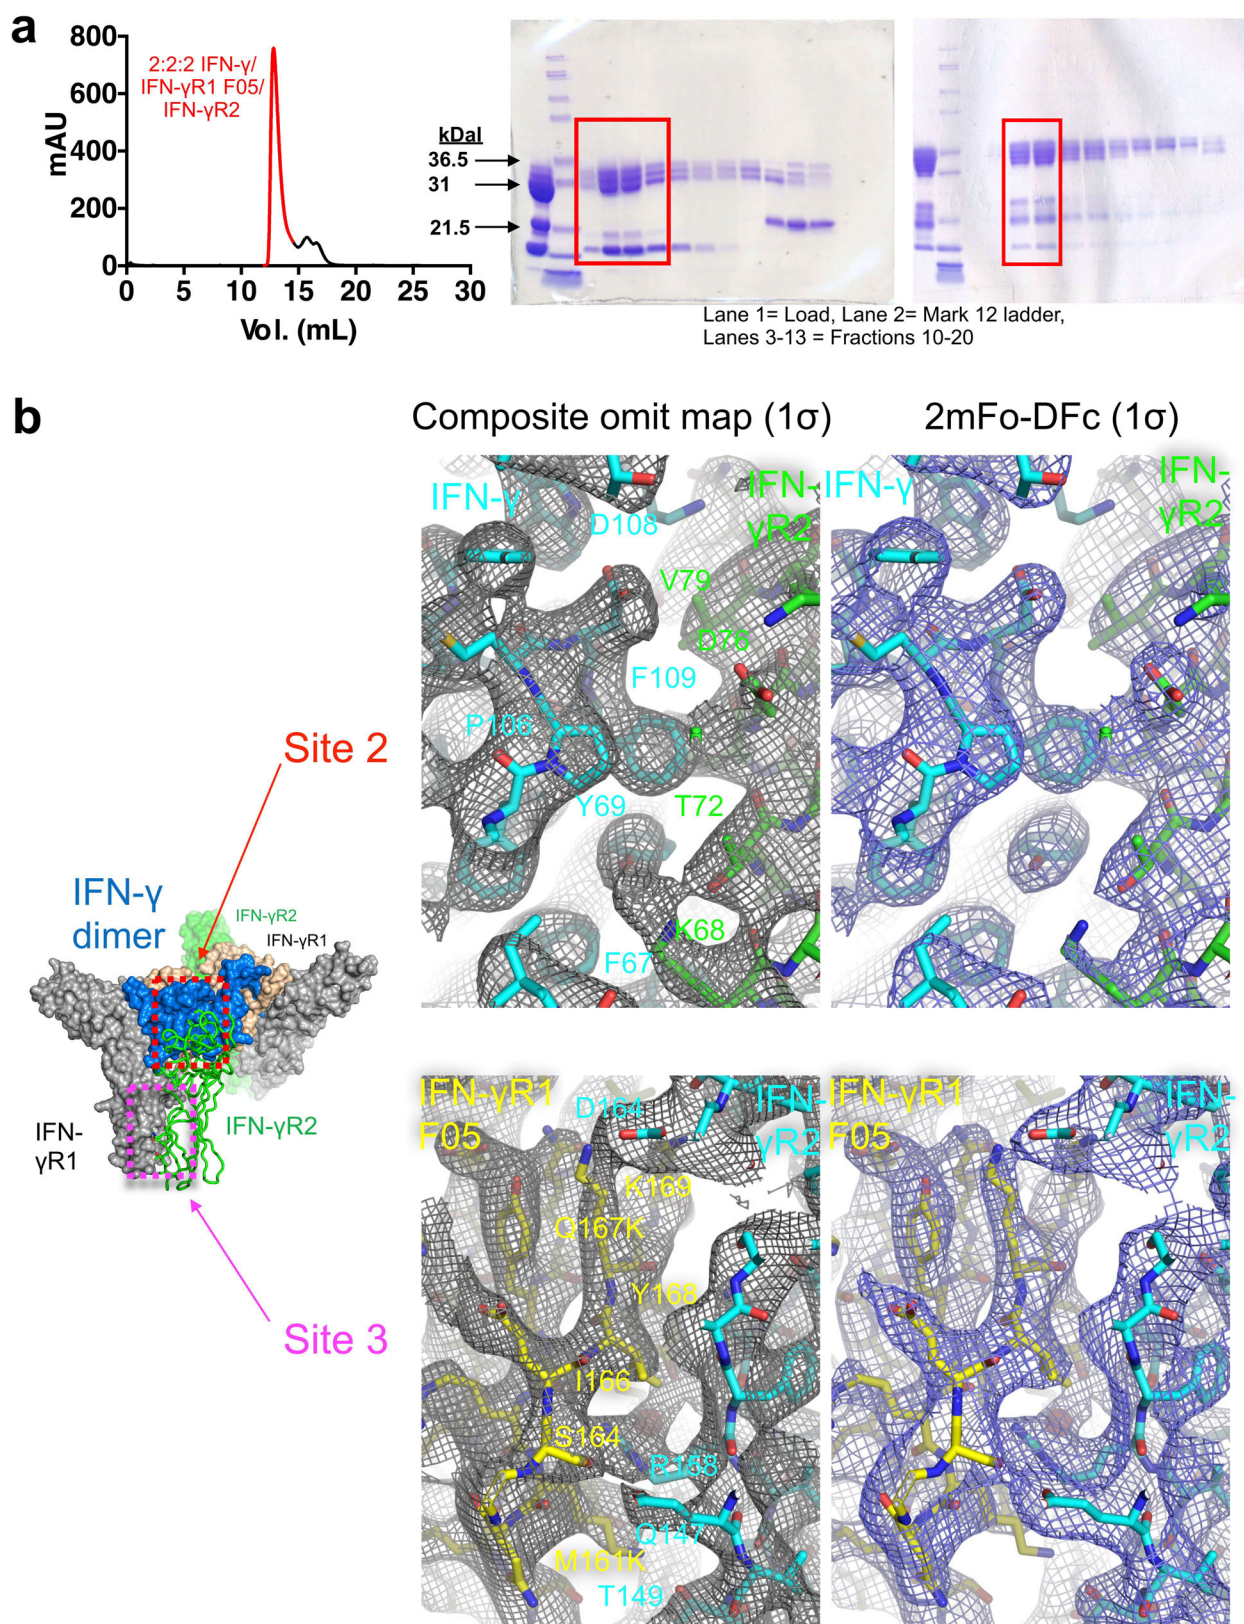 a
800
600
400
200
0
mAU
0 5 10 15 20 25 30
Vol. (mL)
2:2:2 IFN-γ/
IFN-γR1 F05/
IFN-γR2
kDal
36.5
31
21.5
Lane 1= Load, Lane 2= Mark 12 ladder,
Lanes 3-13 = Fractions 10-20
b
Composite omit map (1σ)
2mFo-DFc (1σ)
Site 2
IFN-γ
dimer
IFN-γR2
IFN-γR1
IFN-
γR1
IFN-γR2
Site 3
IFN-γ
IFN-
γR2
D108
V79
D76
F109
P106
Y69
T72
K68
F67
IFN-γ
IFN-
γR2
IFN-γR1
F05
D164
IFN-
γR2
K169
Q167K
Y168
I166
S164
R158
Q147
M161K
T149
IFN-γR1
F05
IFN-
γR2